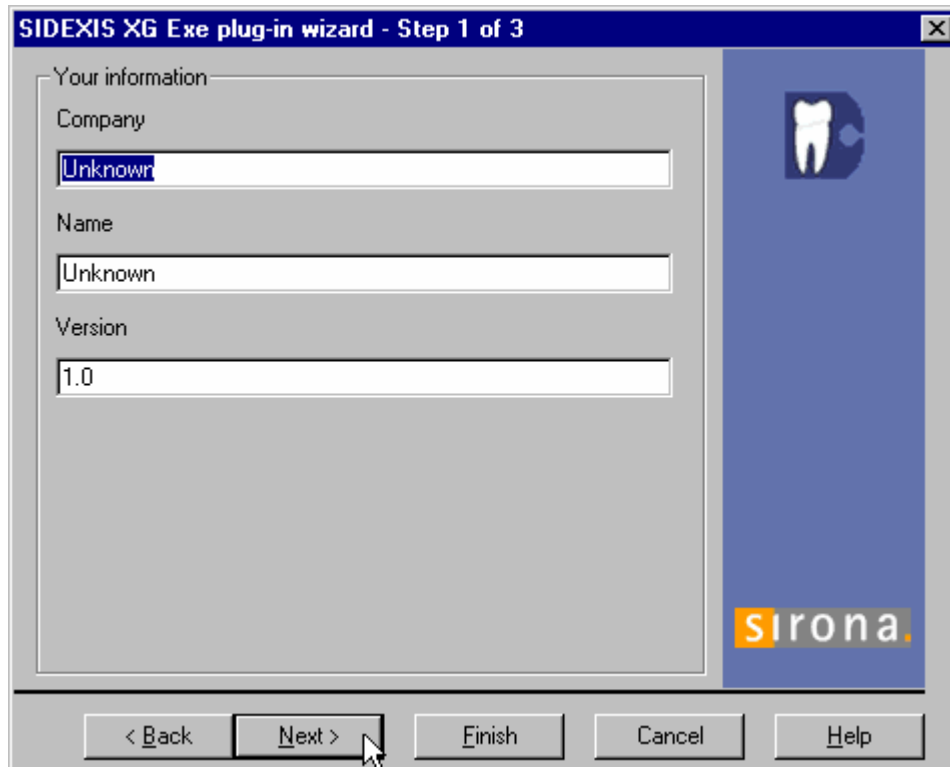 SIDEXIS XG Exe plug-in wizard - Step 1 of 3
Your information
Company
Unknown
Name
Unknown
Version
1.0
sirona.
< Back Next > Finish Cancel Help